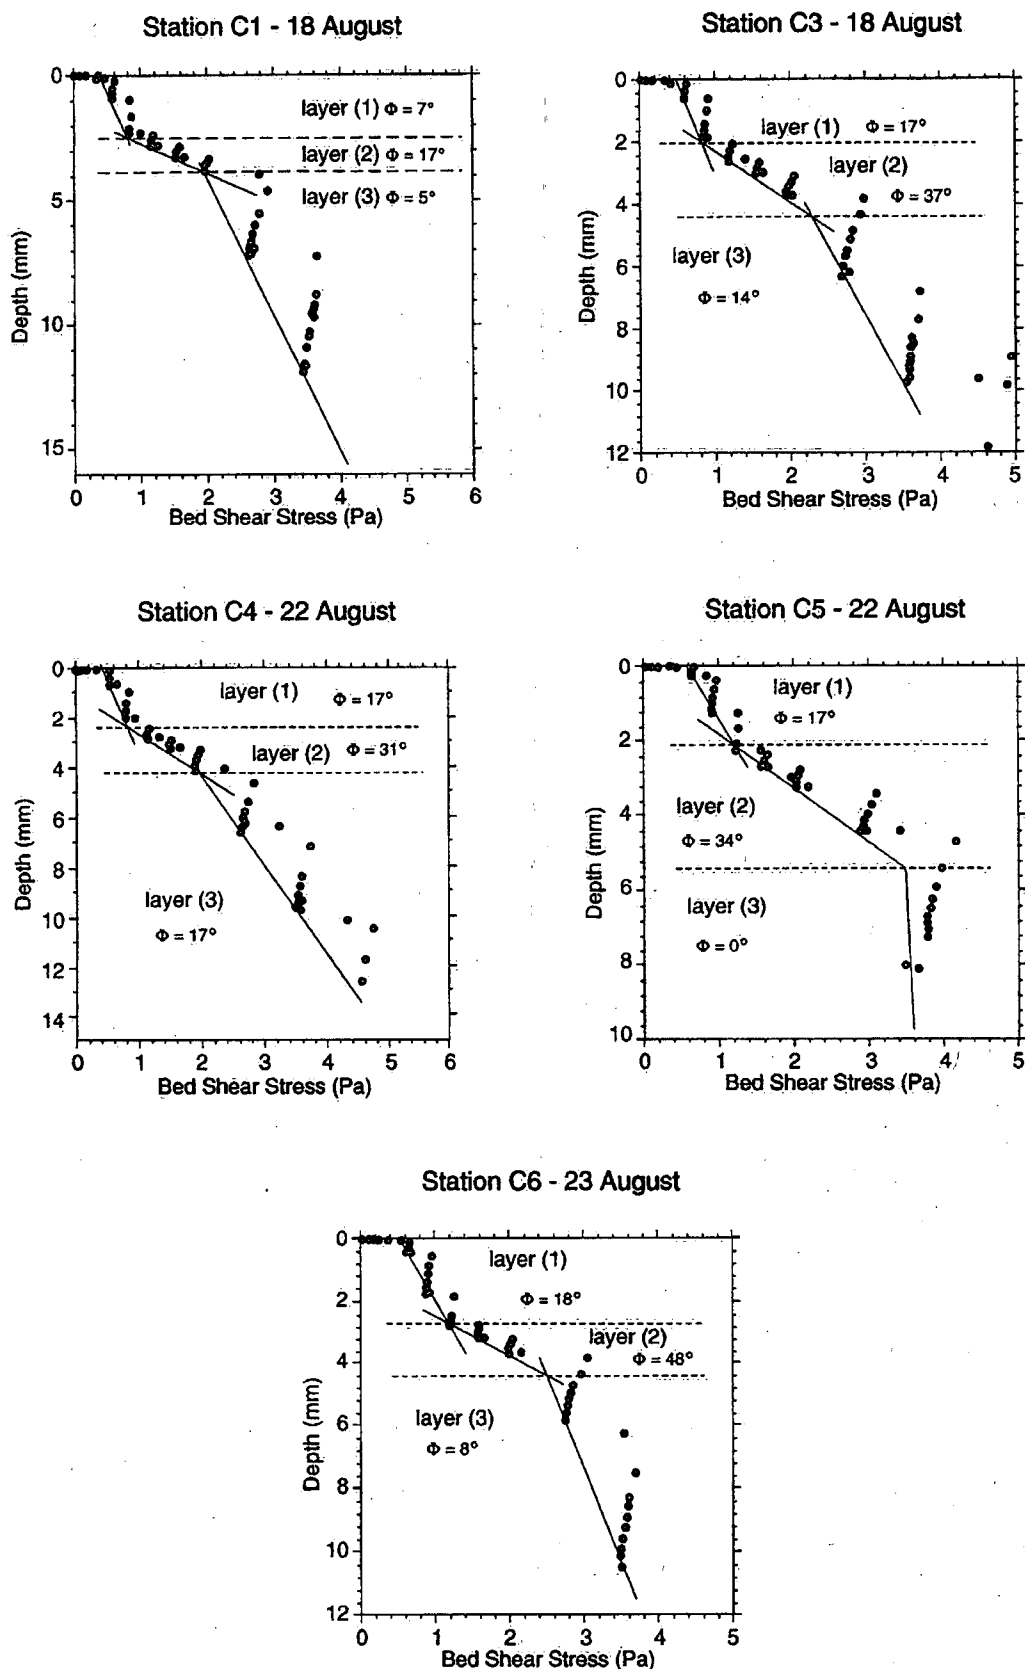 Station C1 - 18 August
0
5
10
15
Depth (mm)
layer (1) Φ = 7°
layer (2) Φ = 17°
layer (3) Φ = 5°
0 1 2 3 4 5 6
Bed Shear Stress (Pa)
Station C3 - 18 August
0
2
4
6
8
10
12
Depth (mm)
layer (1) Φ = 17°
layer (2)
Φ = 37°
layer (3)
Φ = 14°
0 1 2 3 4 5
Bed Shear Stress (Pa)
Station C4 - 22 August
0
2
4
6
8
10
12
14
Depth (mm)
layer (1) Φ = 17°
layer (2) Φ = 31°
layer (3)
Φ = 17°
0 1 2 3 4 5 6
Bed Shear Stress (Pa)
Station C5 - 22 August
0
2
4
6
8
10
Depth (mm)
layer (1)
Φ = 17°
layer (2)
Φ = 34°
layer (3)
Φ = 0°
0 1 2 3 4 5
Bed Shear Stress (Pa)
Station C6 - 23 August
0
2
4
6
8
10
12
Depth (mm)
layer (1)
Φ = 18°
layer (2)
Φ = 48°
layer (3)
Φ = 8°
0 1 2 3 4 5
Bed Shear Stress (Pa)